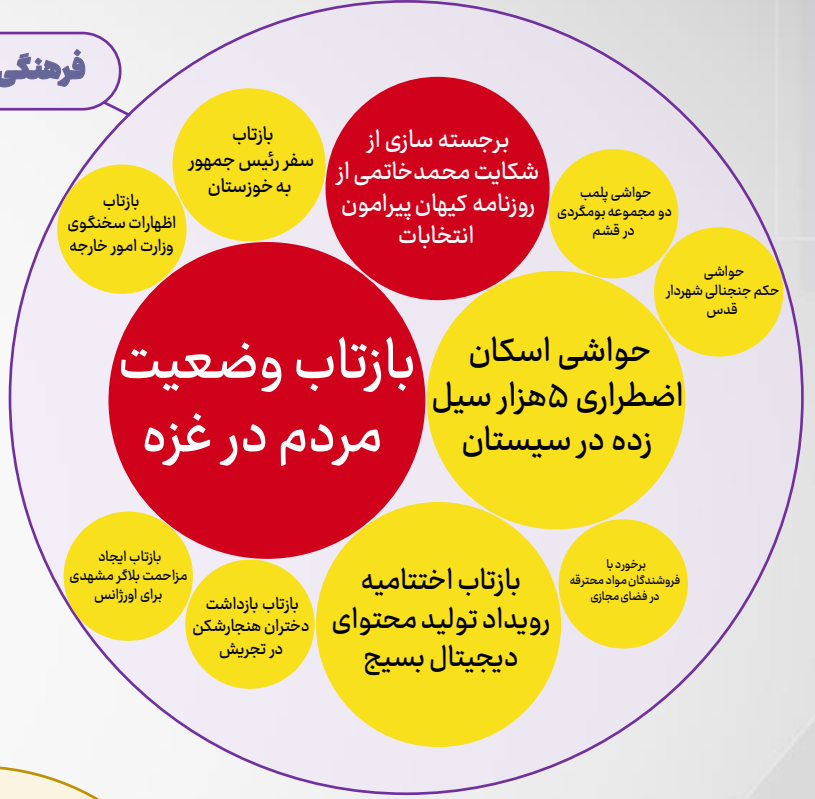 فرهنگی
برجسته سازی از
شکایت محمدخاتمی از
روزنامه کیهان پیرامون
انتخابات
بازتاب
سفر رئیس جمهور
به خوزستان
بازتاب
اظهارات سخنگوی
وزارت امور خارجه
حواشی پلمب
دو مجموعه بومگردی
در قشم
حواشی
حکم جنجالی شهردار
قدس
بازتاب وضعیت
مردم در غزه
حواشی اسکان
اضطراری ۵هزار سیل
زده در سیستان
برخورد با
فروشندگان مواد محترقه
در فضای مجازی
بازتاب اختتامیه
رویداد تولید محتوای
دیجیتال بسیج
بازتاب بازداشت
دختران هنجارشکن
در تجریش
بازتاب ایجاد
مزاحمت بلاگر مشهدی
برای اورژانس